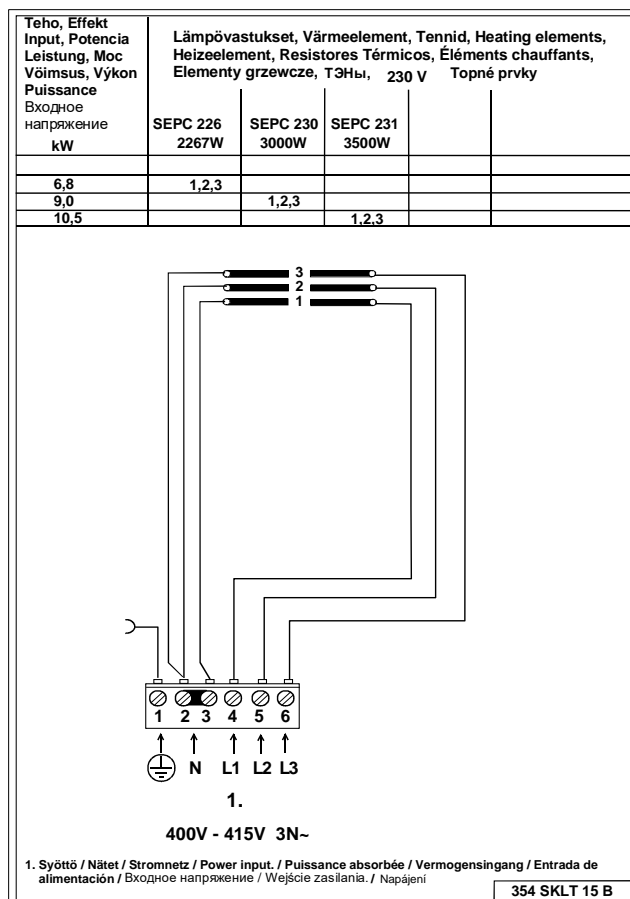 Teho, Effekt
Input, Potencia
Leistung, Moc
Vöimsus, Výkon
Puissance
Входное
напряжение
kW
Lämpövastukset, Värmeelement, Tennid, Heating elements,
Heizeelement, Resistores Térmicos, Éléments chauffants,
Elementy grzewcze, ТЭНы, 230 V Topné prvky
SEPC 226 SEPC 230 SEPC 231
2267W 3000W 3500W
6,8 1,2,3
9,0 1,2,3
10,5 1,2,3
3
2
1
1 2 3 4 5 6
N L1 L2 L3
1.
400V - 415V 3N~
1. Syöttö / Nätet / Stromnetz / Power input. / Puissance absorbée / Vermogensingang / Entrada de
alimentación / Входное напряжение / Wejście zasilania. / Napájení
354 SKLT 15 B